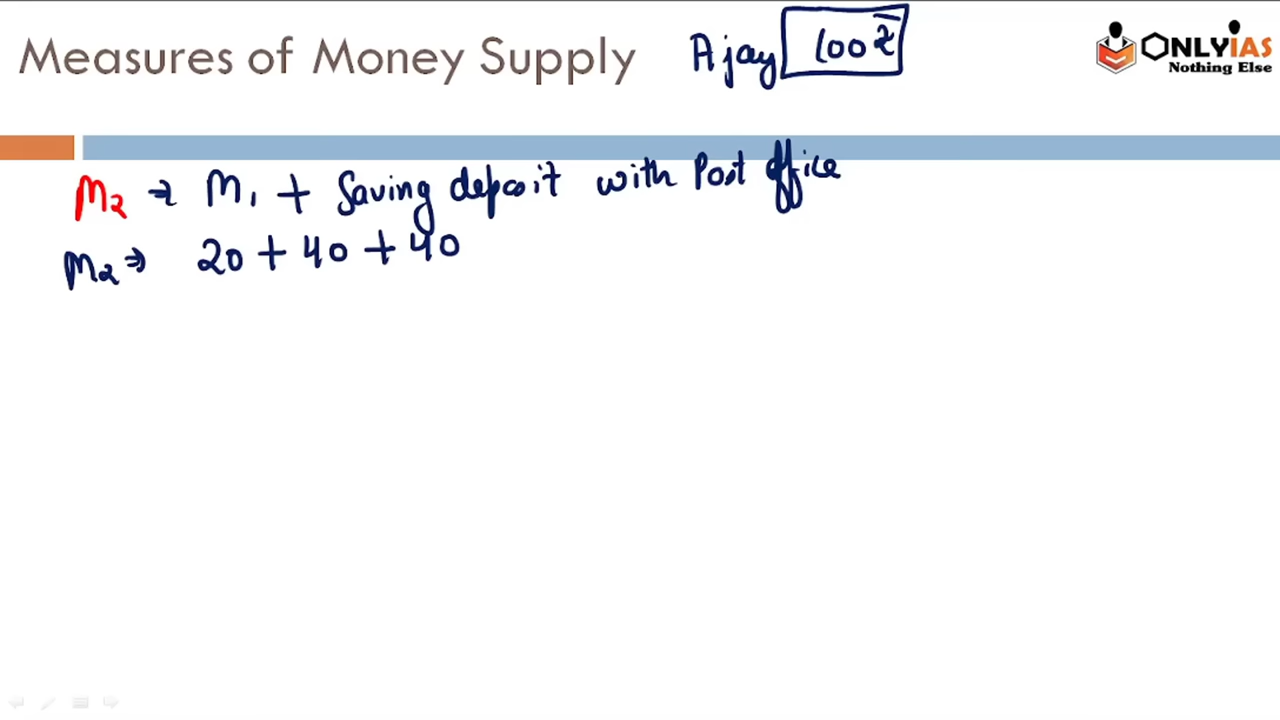 Measures of Money Supply
Ajay 100 ₹
ONLYIAS
Nothing Else
M2 → M1 + Saving deposit with Post office
M2 ⇒ 20 + 40 + 40